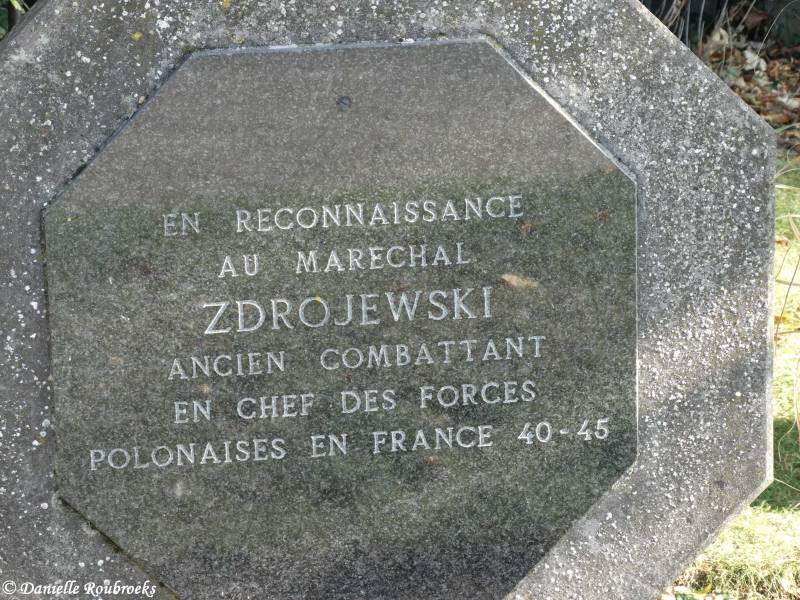 EN RECONNAISSANCE
AU MARECHAL
ZDROJEWSKI
ANCIEN COMBATTANT
EN CHEF DES FORCES
POLONAISES EN FRANCE 40-45
© Danielle Roubroeks